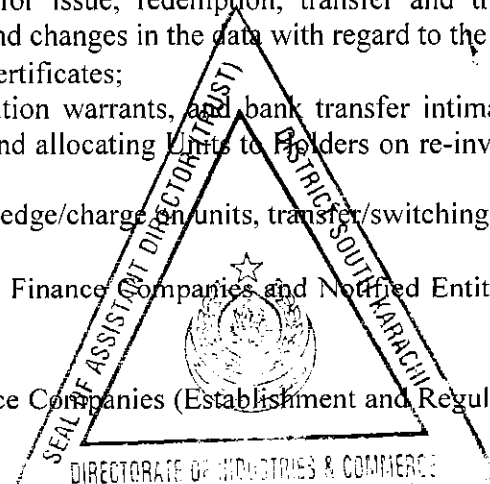 for issue, redemption, transfer and
nd changes in the data with regard to the
ertificates;
tion warrants, and bank transfer intima
nd allocating Units to Holders on re-inv
edge/charge on units, transfer/switching
Finance Companies and Notified Entit
ce Companies (Establishment and Regul
SEAL OF ASSISTANT DIRECTOR (TRUST)
DISTRICT SOUTH KARACHI
DIRECTORATE OF INDUSTRIES & COMMERCE